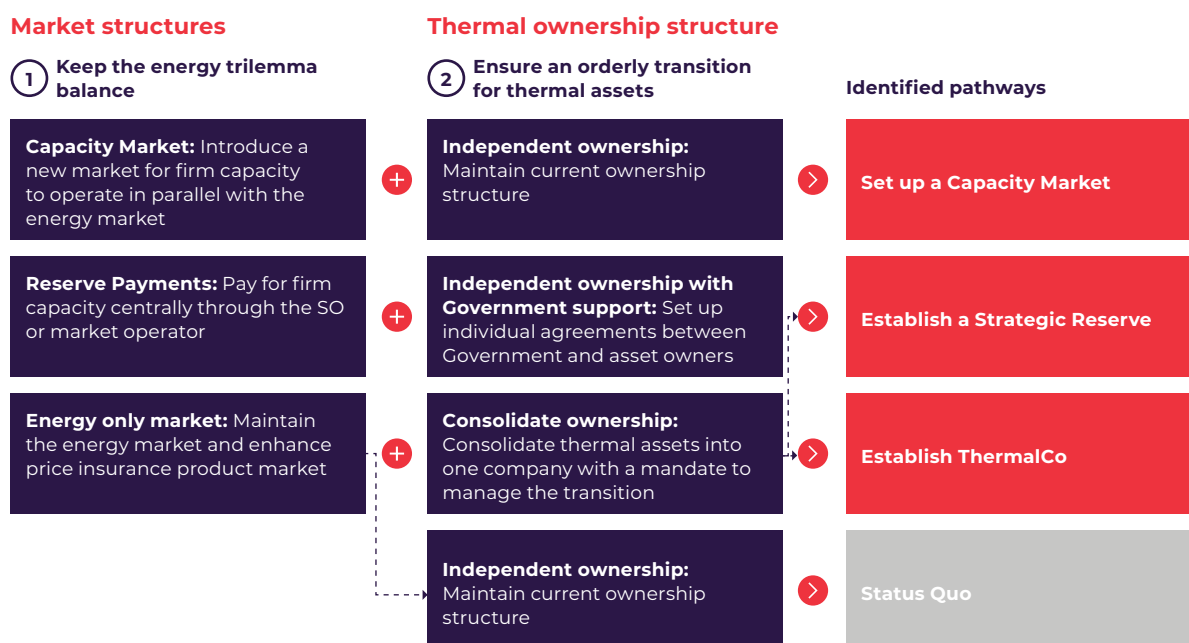 Market structures
Thermal ownership structure
1
Keep the energy trilemma
balance
2
Ensure an orderly transition
for thermal assets
Identified pathways
Capacity Market: Introduce a
new market for firm capacity
to operate in parallel with the
energy market
+
Independent ownership:
Maintain current ownership
structure
Set up a Capacity Market
Reserve Payments: Pay for firm
capacity centrally through the SO
or market operator
+
Independent ownership with
Government support: Set up
individual agreements between
Government and asset owners
Establish a Strategic Reserve
Energy only market: Maintain
the energy market and enhance
price insurance product market
+
Consolidate ownership:
Consolidate thermal assets into
one company with a mandate to
manage the transition
Establish ThermalCo
Independent ownership:
Maintain current ownership
structure
Status Quo